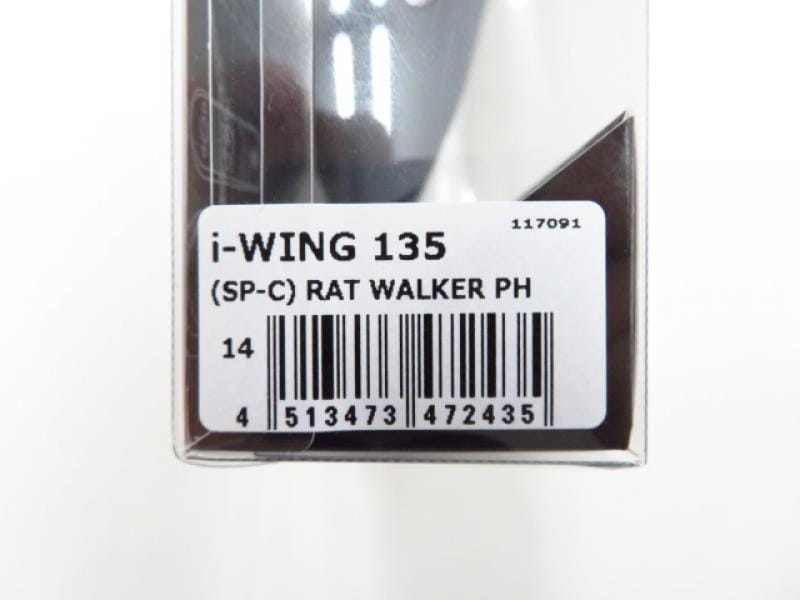 117091
i-WING 135
(SP-C) RAT WALKER PH
14
4 513473 472435